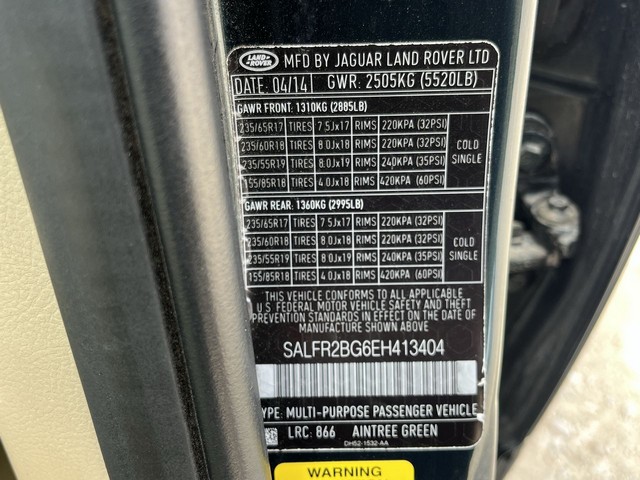 LAND ROVER MFD BY JAGUAR LAND ROVER LTD
DATE: 04/14 GWR: 2505KG (5520LB)
GAWR FRONT: 1310KG (2885LB)
235/65R17 TIRES 7.5Jx17 RIMS 220KPA (32PSI)
235/60R18 TIRES 8.0Jx18 RIMS 220KPA (32PSI)
235/55R19 TIRES 8.0Jx19 RIMS 240KPA (35PSI)
155/85R18 TIRES 4.0Jx18 RIMS 420KPA (60PSI)
COLD
SINGLE
GAWR REAR: 1360KG (2995LB)
235/65R17 TIRES 7.5Jx17 RIMS 220KPA (32PSI)
235/60R18 TIRES 8.0Jx18 RIMS 220KPA (32PSI)
235/55R19 TIRES 8.0Jx19 RIMS 240KPA (35PSI)
155/85R18 TIRES 4.0Jx18 RIMS 420KPA (60PSI)
COLD
SINGLE
THIS VEHICLE CONFORMS TO ALL APPLICABLE
U.S. FEDERAL MOTOR VEHICLE SAFETY AND THEFT
PREVENTION STANDARDS IN EFFECT ON THE DATE
OF MANUFACTURE SHOWN ABOVE
SALFR2BG6EH413404
TYPE: MULTI-PURPOSE PASSENGER VEHICLE
LRC: 866 AINTREE GREEN
DH52-1532-AA
WARNING